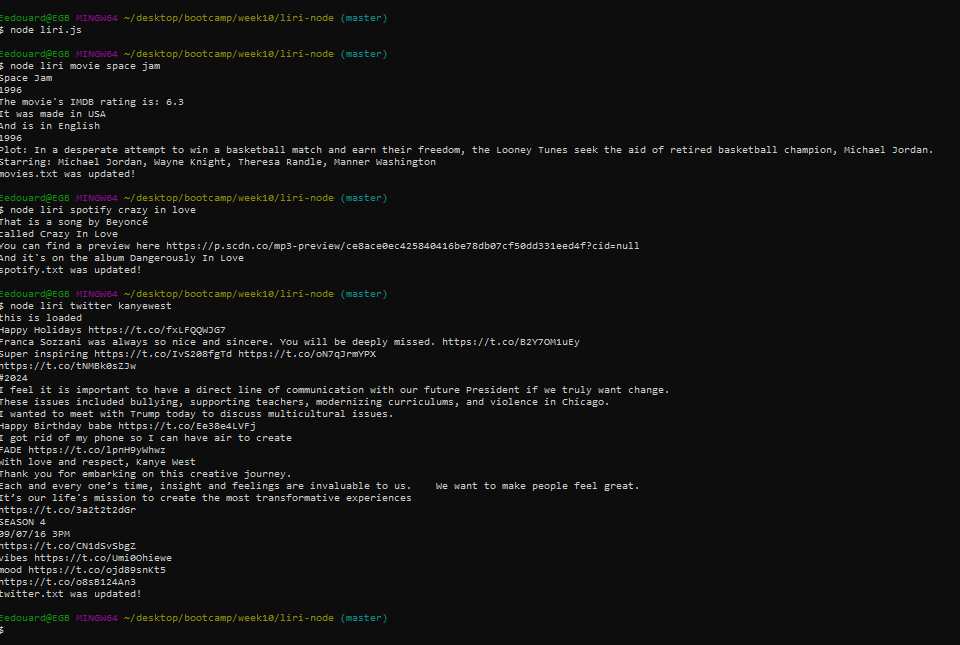 Eedouard@EGB MINGW64 ~/desktop/bootcamp/week10/liri-node (master)
$ node liri.js
Eedouard@EGB MINGW64 ~/desktop/bootcamp/week10/liri-node (master)
$ node liri movie space jam
Space Jam
1996
The movie's IMDB rating is: 6.3
It was made in USA
And is in English
1996
Plot: In a desperate attempt to win a basketball match and earn their freedom, the Looney Tunes seek the aid of retired basketball champion, Michael Jordan.
Starring: Michael Jordan, Wayne Knight, Theresa Randle, Manner Washington
movies.txt was updated!
Eedouard@EGB MINGW64 ~/desktop/bootcamp/week10/liri-node (master)
$ node liri spotify crazy in love
That is a song by Beyoncé
called Crazy In Love
You can find a preview here https://p.scdn.co/mp3-preview/ce8ace0ec425840416be78db07cf50dd331eed4f?cid=null
And it's on the album Dangerously In Love
spotify.txt was updated!
Eedouard@EGB MINGW64 ~/desktop/bootcamp/week10/liri-node (master)
$ node liri twitter kanyewest
this is loaded
Happy Holidays https://t.co/fxLFQQWJG7
Franca Sozzani was always so nice and sincere. You will be deeply missed. https://t.co/B2Y7OM1uEy
Super inspiring https://t.co/IvS208fgTd https://t.co/oN7qJrmYPX
https://t.co/tNMBk0sZJw
#2024
I feel it is important to have a direct line of communication with our future President if we truly want change.
These issues included bullying, supporting teachers, modernizing curriculums, and violence in Chicago.
I wanted to meet with Trump today to discuss multicultural issues.
Happy Birthday babe https://t.co/Ee38e4LVFj
I got rid of my phone so I can have air to create
FADE https://t.co/lpnH9yWhwz
With love and respect, Kanye West
Thank you for embarking on this creative journey.
Each and every one’s time, insight and feelings are invaluable to us.    We want to make people feel great.
It’s our life's mission to create the most transformative experiences
https://t.co/3a2t2t2dGr
SEASON 4
09/07/16 3PM
https://t.co/CN1dSvSbgZ
vibes https://t.co/Umi0Ohiewe
mood https://t.co/ojd89snKt5
https://t.co/o8sB124An3
twitter.txt was updated!
Eedouard@EGB MINGW64 ~/desktop/bootcamp/week10/liri-node (master)
$